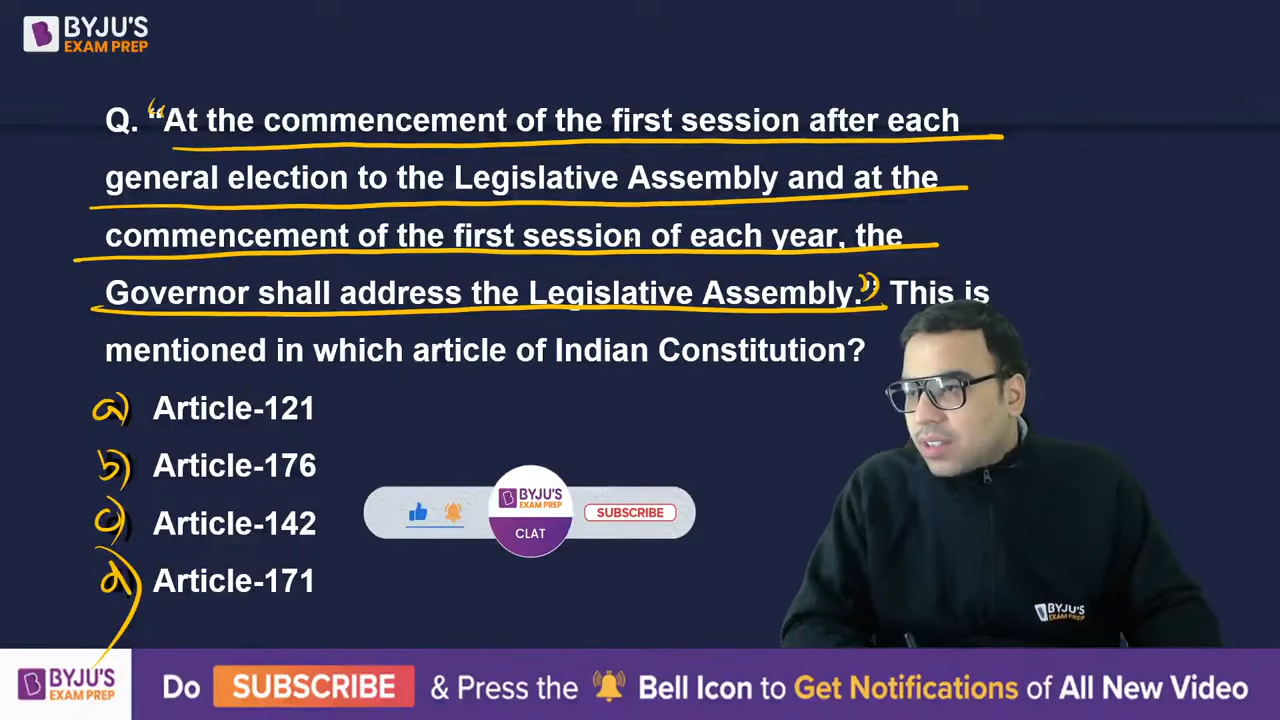 BYJU'S
EXAM PREP
Q. “At the commencement of the first session after each
general election to the Legislative Assembly and at the
commencement of the first session of each year, the
Governor shall address the Legislative Assembly.” This is
mentioned in which article of Indian Constitution?
a) Article-121
b) Article-176
c) Article-142
d) Article-171
BYJU'S
EXAM PREP
CLAT
SUBSCRIBE
BYJU'S
EXAM PREP
BYJU'S
EXAM PREP
Do SUBSCRIBE & Press the Bell Icon to Get Notifications of All New Video